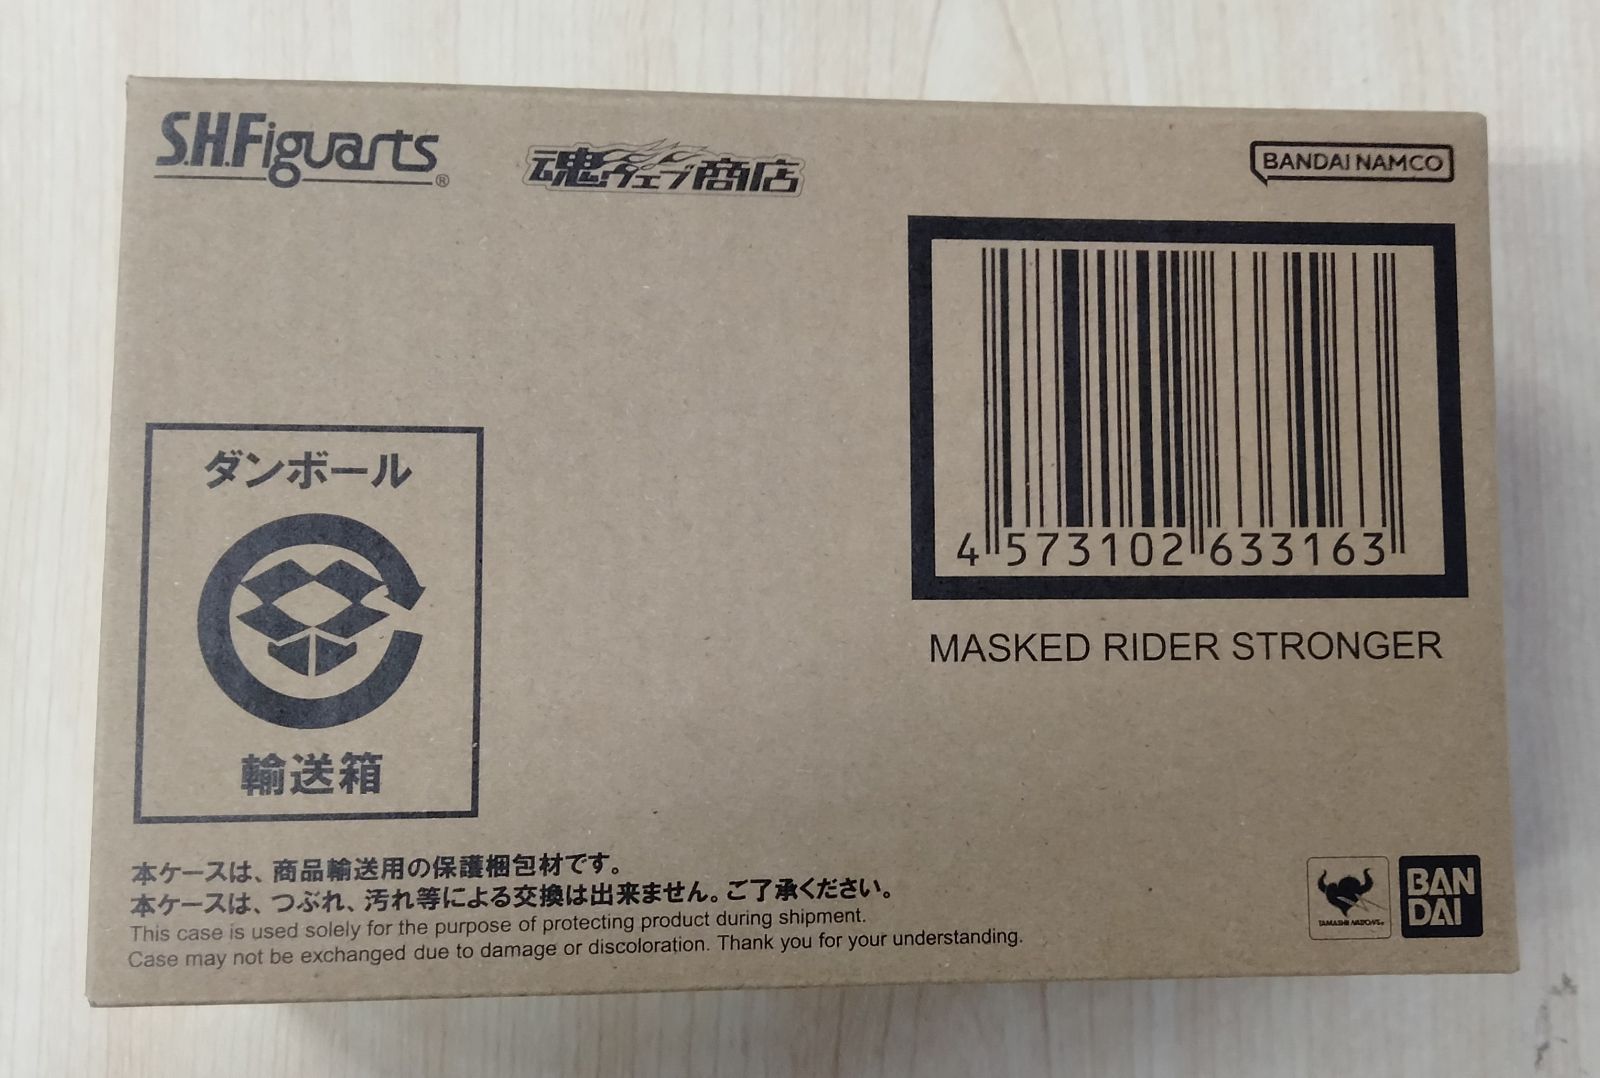 S.H.Figuarts®
魂ウェブ商店
BANDAI NAMCO
4 573102 633163
MASKED RIDER STRONGER
ダンボール
輸送箱
本ケースは、商品輸送用の保護梱包材です。
本ケースは、つぶれ、汚れ等による交換は出来ません。ご了承ください。
This case is used solely for the purpose of protecting product during shipment.
Case may not be exchanged due to damage or discoloration. Thank you for your understanding.
TAMASHII NATIONS
BAN
DAI